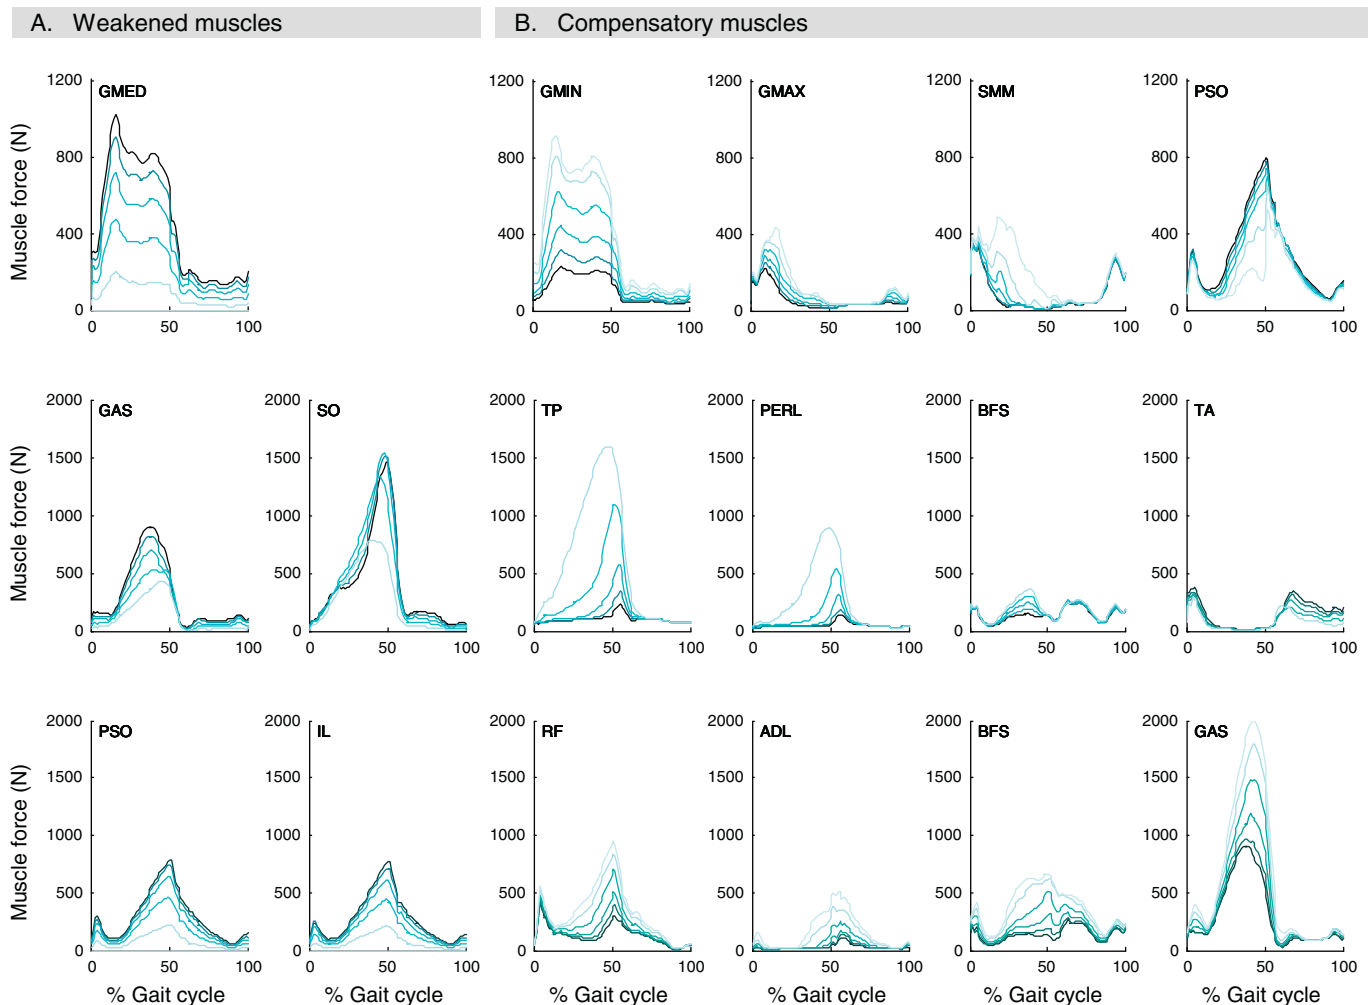 A. Weakened muscles
B. Compensatory muscles
Muscle force (N)
GMED
1200
800
400
0
0 50 100
GMIN
1200
800
400
0
0 50 100
GMAX
1200
800
400
0
0 50 100
SMM
1200
800
400
0
0 50 100
PSO
1200
800
400
0
0 50 100
Muscle force (N)
GAS
2000
1500
1000
500
0
0 50 100
SO
2000
1500
1000
500
0
0 50 100
TP
2000
1500
1000
500
0
0 50 100
PERL
2000
1500
1000
500
0
0 50 100
BFS
2000
1500
1000
500
0
0 50 100
TA
2000
1500
1000
500
0
0 50 100
Muscle force (N)
PSO
2000
1500
1000
500
0
0 50 100
% Gait cycle
IL
2000
1500
1000
500
0
0 50 100
% Gait cycle
RF
2000
1500
1000
500
0
0 50 100
% Gait cycle
ADL
2000
1500
1000
500
0
0 50 100
% Gait cycle
BFS
2000
1500
1000
500
0
0 50 100
% Gait cycle
GAS
2000
1500
1000
500
0
0 50 100
% Gait cycle